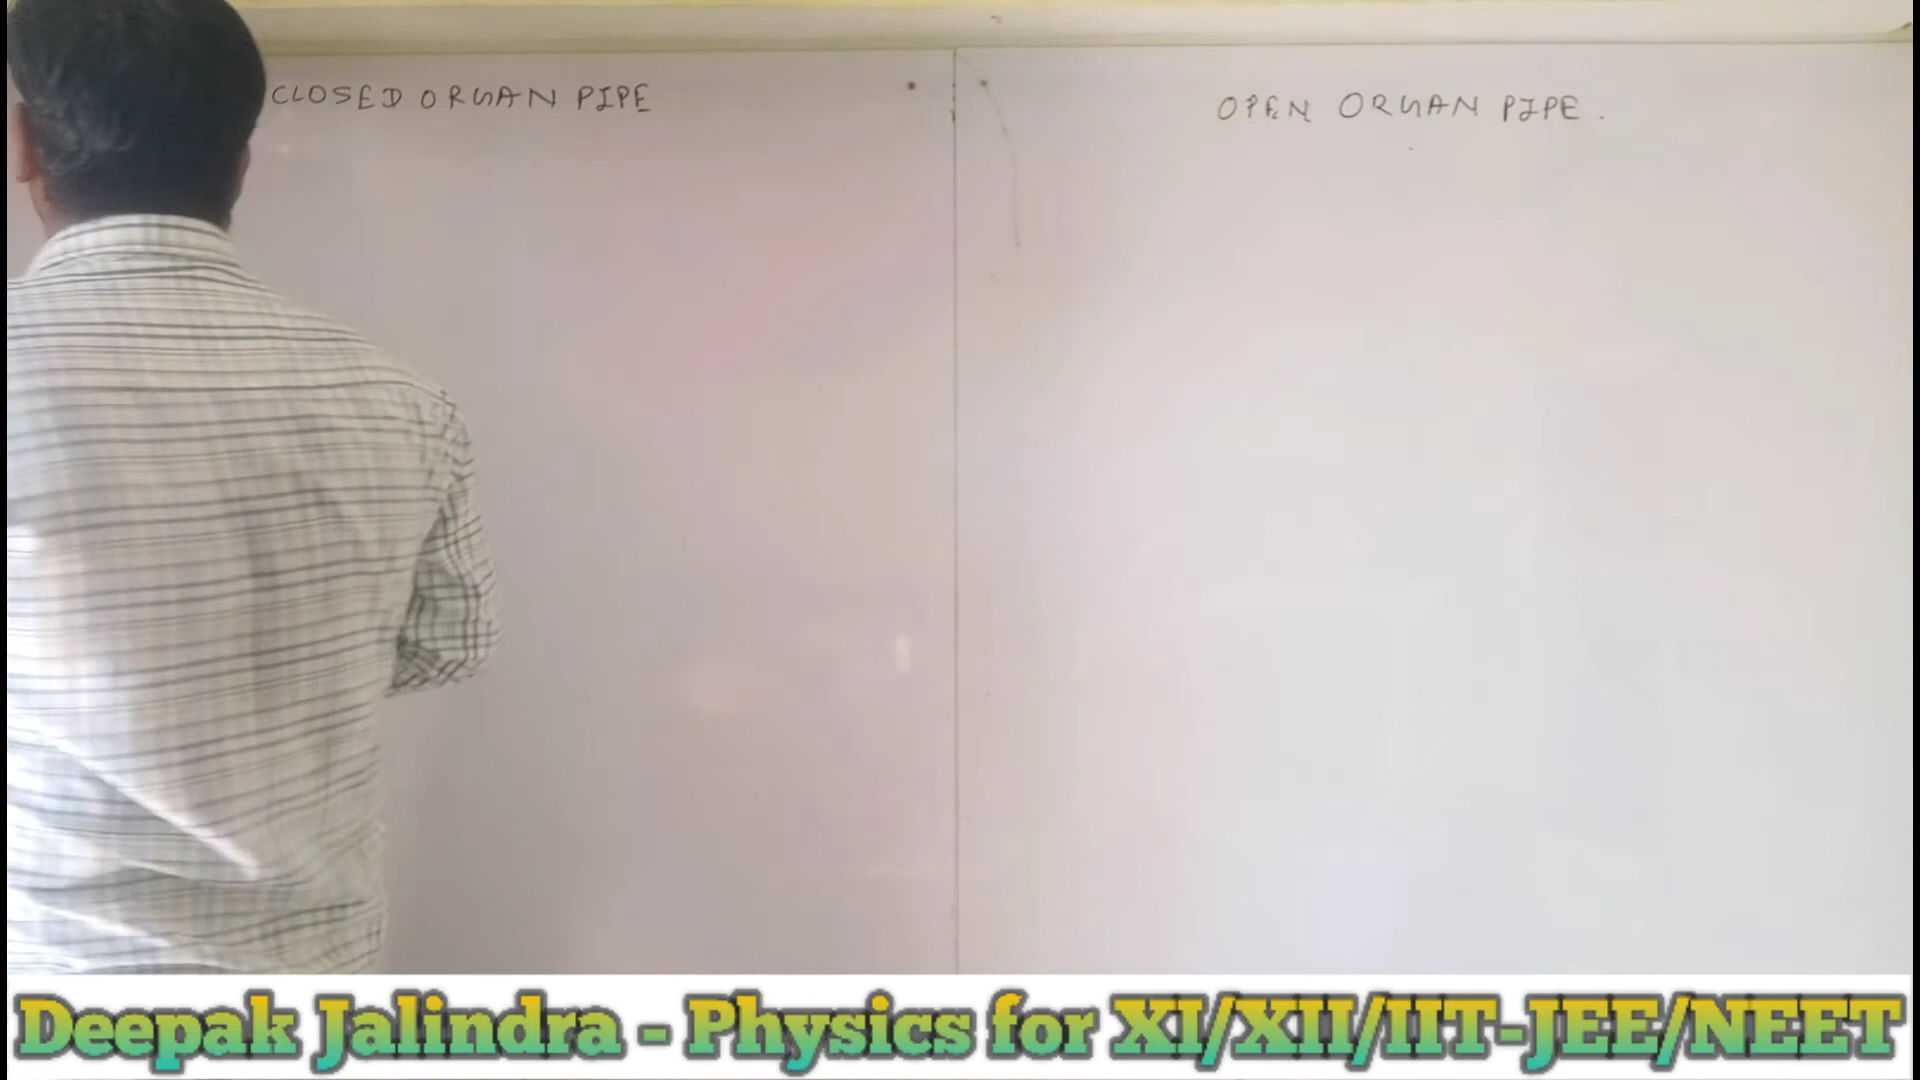 CLOSED ORGAN PIPE
OPEN ORGAN PIPE.
Deepak Jalindra - Physics for XI/XII/IIT-JEE/NEET